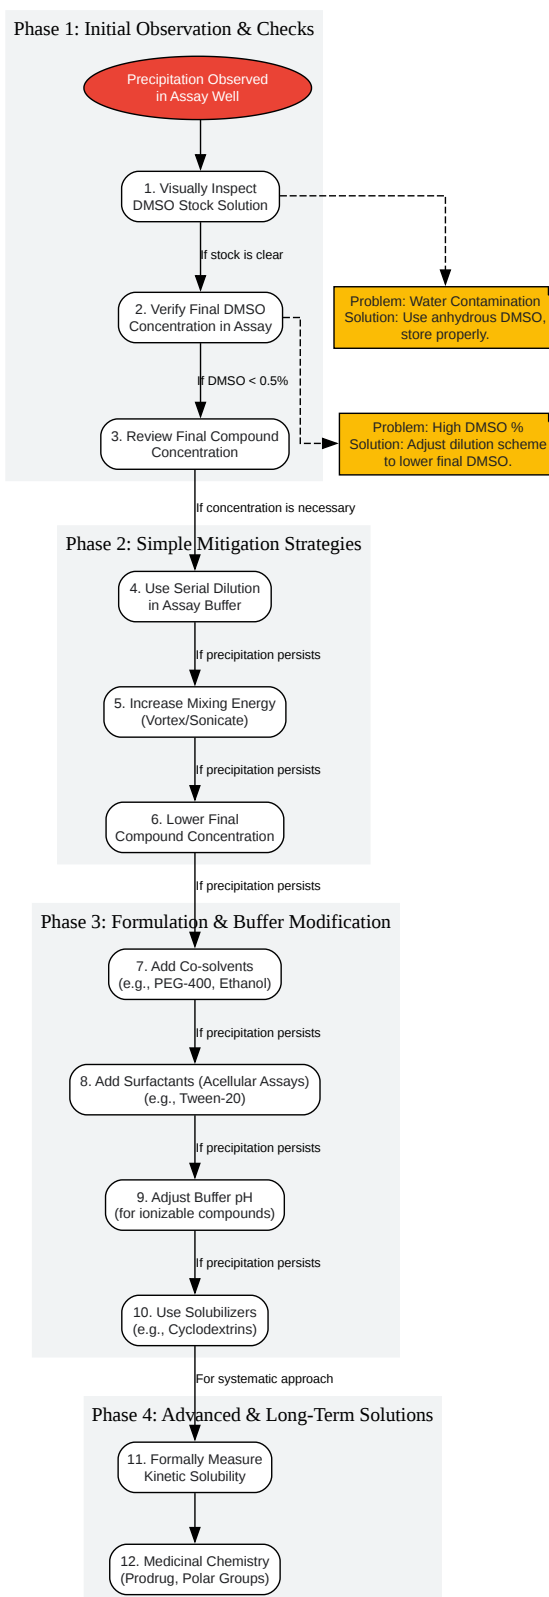 Phase 1: Initial Observation & Checks
Precipitation Observed
in Assay Well
1. Visually Inspect
DMSO Stock Solution
If stock is clear
2. Verify Final DMSO
Concentration in Assay
Problem: Water Contamination
Solution: Use anhydrous DMSO,
store properly.
If DMSO < 0.5%
3. Review Final Compound
Concentration
Problem: High DMSO %
Solution: Adjust dilution scheme
to lower final DMSO.
If concentration is necessary
Phase 2: Simple Mitigation Strategies
4. Use Serial Dilution
in Assay Buffer
If precipitation persists
5. Increase Mixing Energy
(Vortex/Sonicate)
If precipitation persists
6. Lower Final
Compound Concentration
If precipitation persists
Phase 3: Formulation & Buffer Modification
7. Add Co-solvents
(e.g., PEG-400, Ethanol)
If precipitation persists
8. Add Surfactants (Acellular Assays)
(e.g., Tween-20)
If precipitation persists
9. Adjust Buffer pH
(for ionizable compounds)
If precipitation persists
10. Use Solubilizers
(e.g., Cyclodextrins)
For systematic approach
Phase 4: Advanced & Long-Term Solutions
11. Formally Measure
Kinetic Solubility
12. Medicinal Chemistry
(Prodrug, Polar Groups)